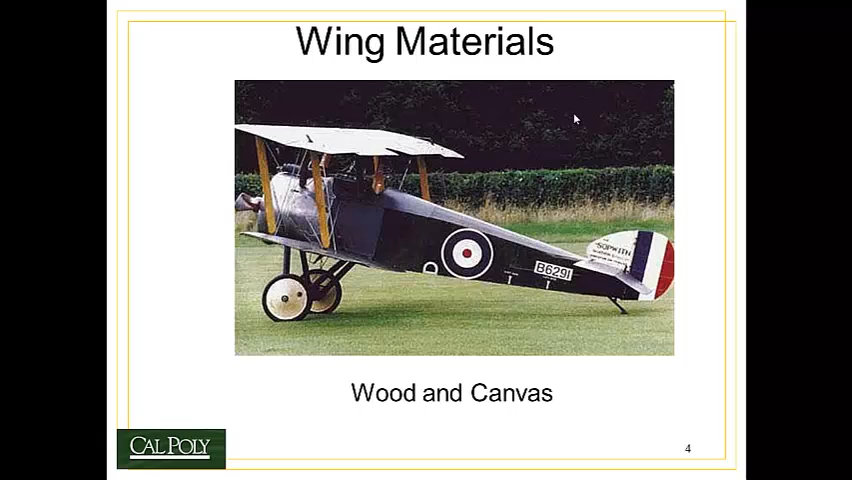 Wing Materials
SOPWITH
B6291
Wood and Canvas
CAL POLY
4